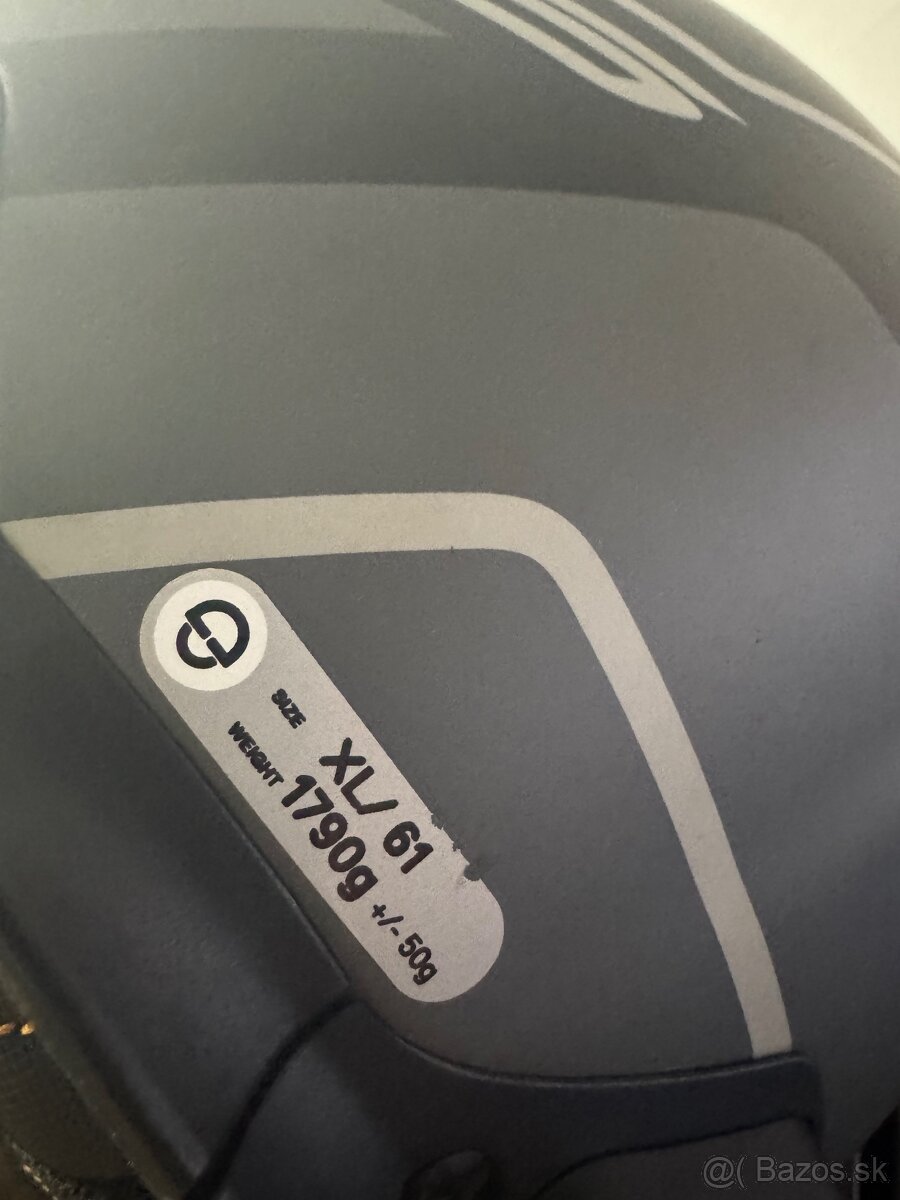 SIZE XL/ 61
WEIGHT 1790g +/- 50g
@( Bazos.sk